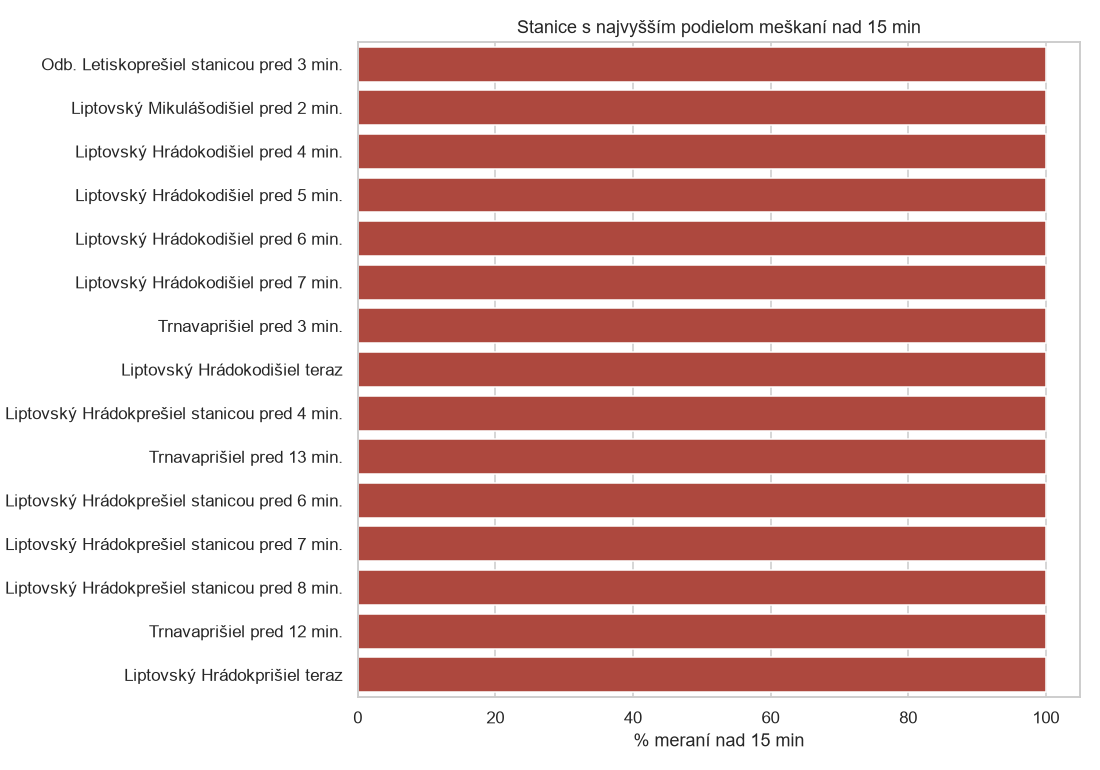 Stanice s najvyšším podielom meškaní nad 15 min
Odb. Letiskoprešiel stanicou pred 3 min.
Liptovský Mikulášodišiel pred 2 min.
Liptovský Hrádokodišiel pred 4 min.
Liptovský Hrádokodišiel pred 5 min.
Liptovský Hrádokodišiel pred 6 min.
Liptovský Hrádokodišiel pred 7 min.
Trnavaprišiel pred 3 min.
Liptovský Hrádokodišiel teraz
Liptovský Hrádokprešiel stanicou pred 4 min.
Trnavaprišiel pred 13 min.
Liptovský Hrádokprešiel stanicou pred 6 min.
Liptovský Hrádokprešiel stanicou pred 7 min.
Liptovský Hrádokprešiel stanicou pred 8 min.
Trnavaprišiel pred 12 min.
Liptovský Hrádokprišiel teraz
0 20 40 60 80 100
% meraní nad 15 min